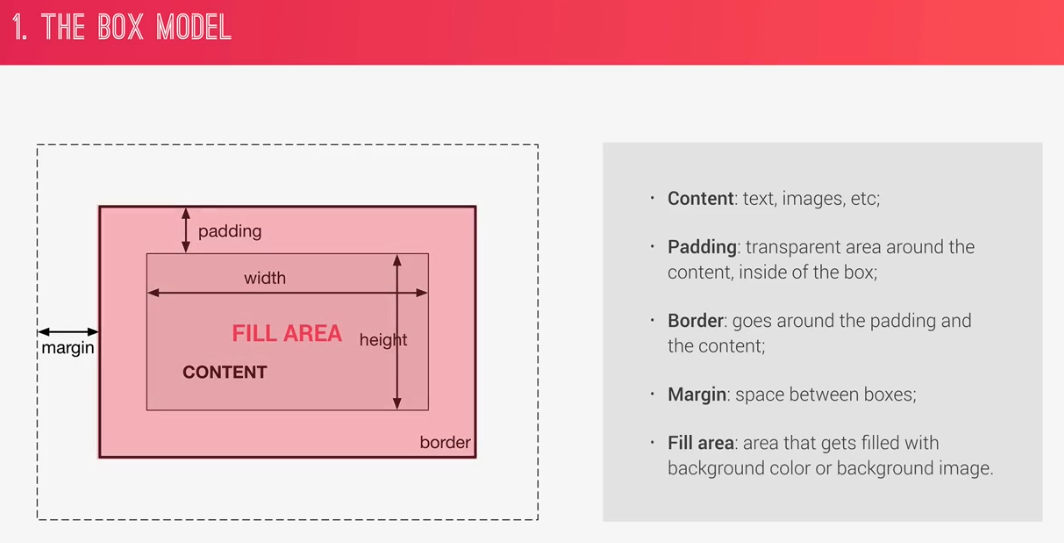 1. THE BOX MODEL
padding
width
FILL AREA
height
margin
CONTENT
border
· Content: text, images, etc;
· Padding: transparent area around the
content, inside of the box;
· Border: goes around the padding and
the content;
· Margin: space between boxes;
· Fill area: area that gets filled with
background color or background image.